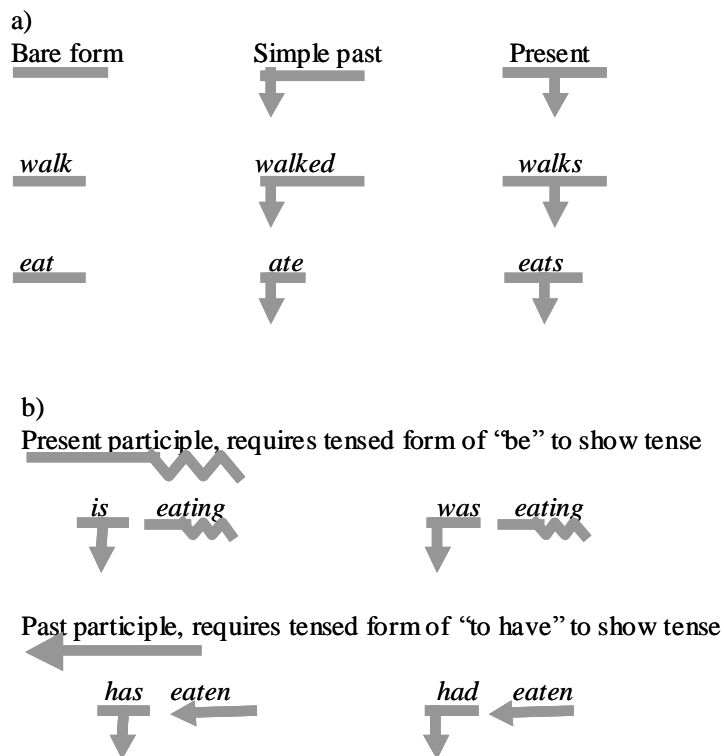 a)
Bare form Simple past Present
walk walked walks
eat ate eats
b)
Present participle, requires tensed form of “be” to show tense
is eating was eating
Past participle, requires tensed form of “to have” to show tense
has eaten had eaten